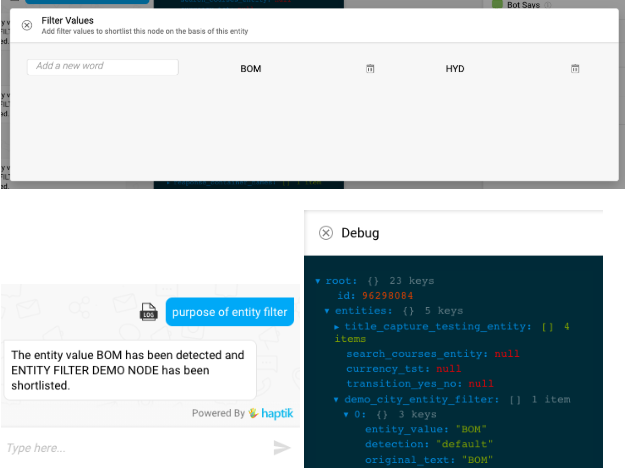 Bot Says
Filter Values
Add filter values to shortlist this node on the basis of this entity
Add a new word
BOM
HYD
Debug
root: {} 23 keys
id: 96298084
entities: {} 5 keys
title_capture_testing_entity: [] 4
items
search_courses_entity: null
currency_tst: null
transition_yes_no: null
demo_city_entity_filter: [] 1 item
0: {} 3 keys
entity_value: "BOM"
detection: "default"
original_text: "BOM"
LOG
purpose of entity filter
The entity value BOM has been detected and
ENTITY FILTER DEMO NODE has been
shortlisted.
Powered By haptik
Type here...